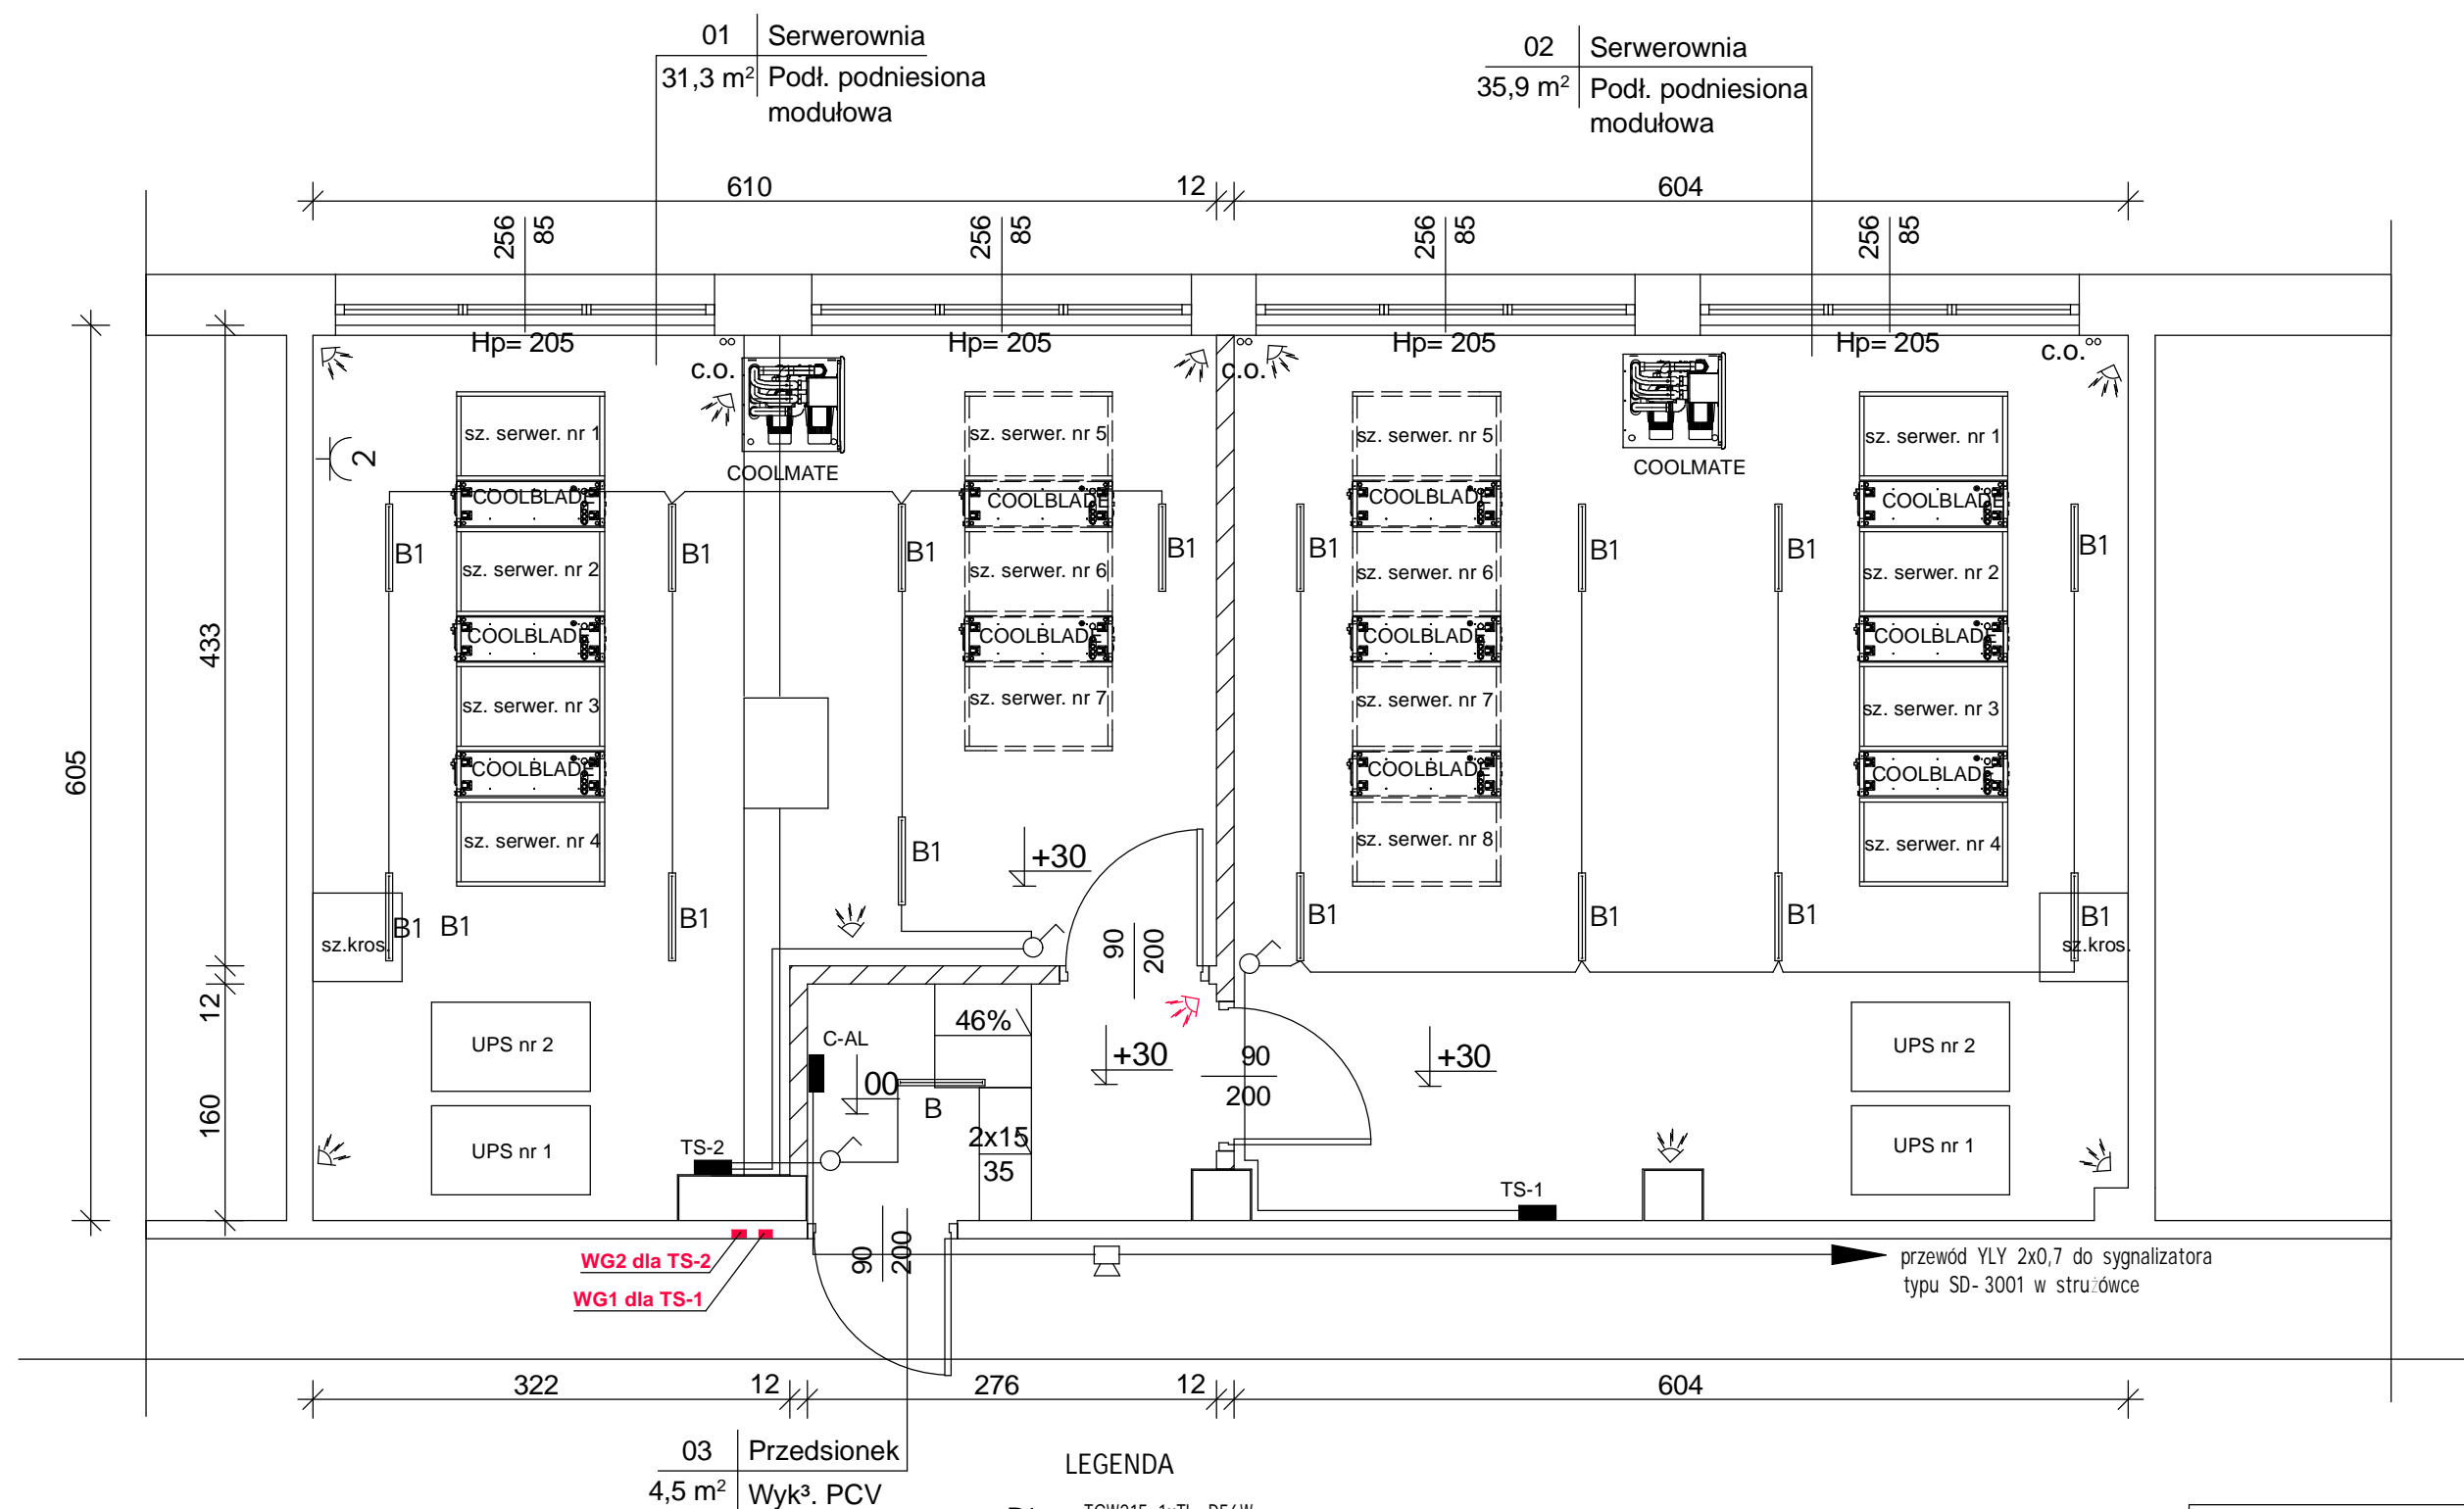 01 Serwerownia
31,3 m² Podł. podniesiona
modułowa
02 Serwerownia
35,9 m² Podł. podniesiona
modułowa
610 12 604
256 85 256 85 256 85 256 85
Hp= 205 Hp= 205 Hp= 205 Hp= 205
c.o. c.o. c.o.
COOLMATE COOLMATE
2
sz. serwer. nr 1
COOLBLADE
sz. serwer. nr 2
COOLBLADE
sz. serwer. nr 3
COOLBLADE
sz. serwer. nr 4
sz. serwer. nr 5
COOLBLADE
sz. serwer. nr 6
COOLBLADE
sz. serwer. nr 7
sz. serwer. nr 5
COOLBLADE
sz. serwer. nr 6
COOLBLADE
sz. serwer. nr 7
COOLBLADE
sz. serwer. nr 8
sz. serwer. nr 1
COOLBLADE
sz. serwer. nr 2
COOLBLADE
sz. serwer. nr 3
COOLBLADE
sz. serwer. nr 4
B1 B1 B1 B1 B1 B1 B1 B1
B1
B1 B1 B1 B1 B1 B1 B1
605
433
12
160
sz.kros. sz.kros.
+30
90
200
46%
C-AL
00
B
+30
90
200
+30
2x15
35
UPS nr 2
UPS nr 1
UPS nr 2
UPS nr 1
TS-2
TS-1
90
200
WG2 dla TS-2
WG1 dla TS-1
przewód YLY 2x0,7 do sygnalizatora
typu SD-3001 w strużówce
322 12 276 12 604
03 Przedsionek
4,5 m² Wyk³. PCV
LEGENDA